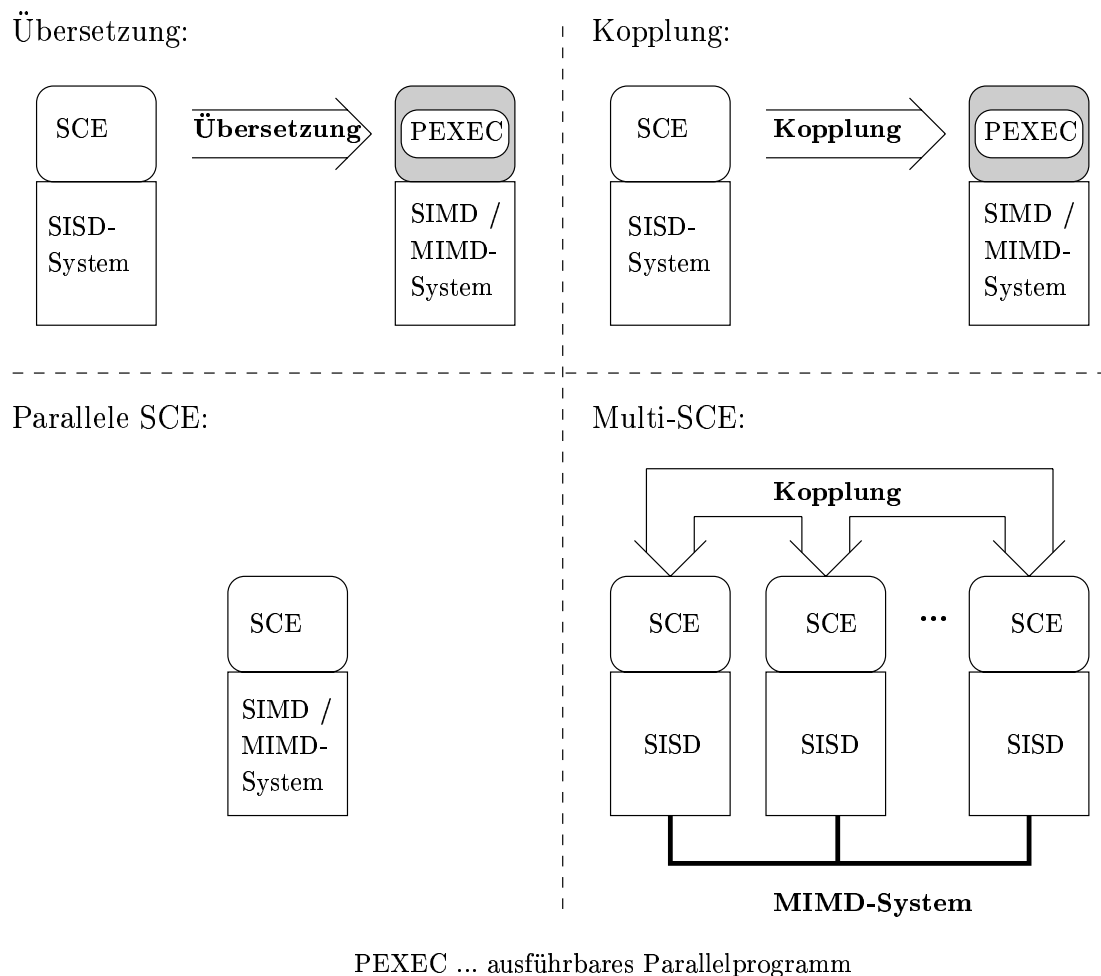 Übersetzung:
SCE
Übersetzung
PEXEC
SISD-
System
SIMD /
MIMD-
System
Kopplung:
SCE
Kopplung
PEXEC
SISD-
System
SIMD /
MIMD-
System
Parallele SCE:
SCE
SIMD /
MIMD-
System
Multi-SCE:
Kopplung
SCE
SCE
...
SCE
SISD
SISD
SISD
MIMD-System
PEXEC ... ausführbares Parallelprogramm